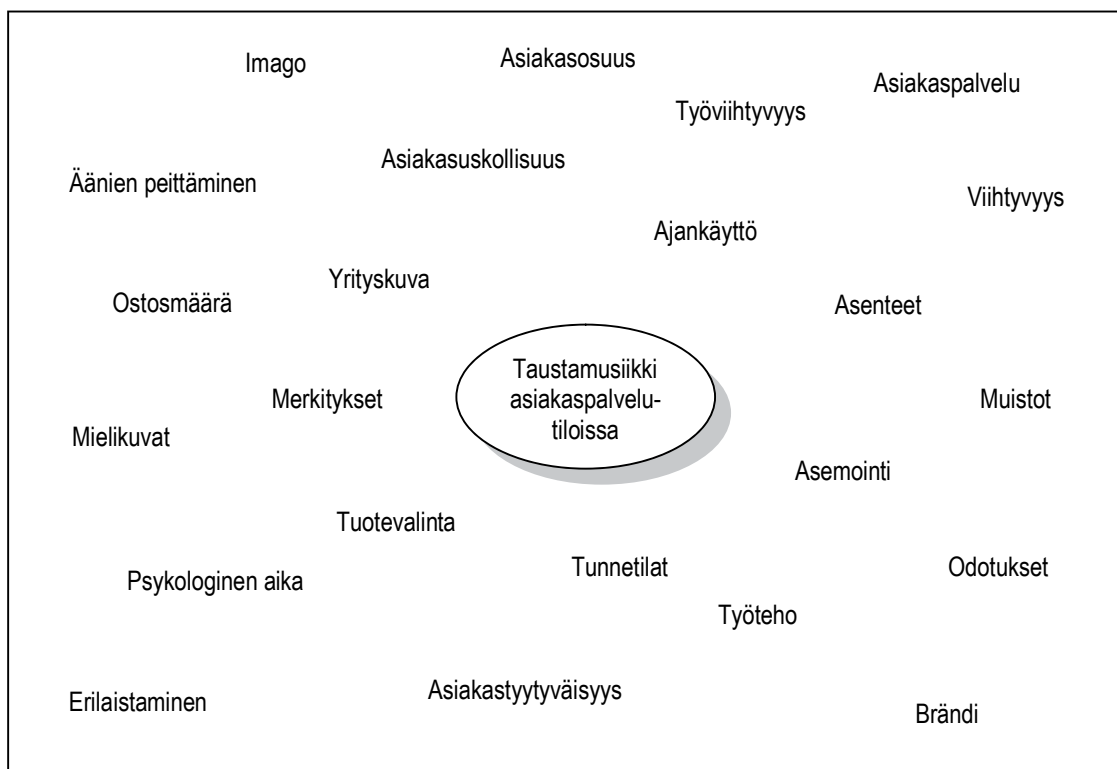 Imago
Asiakasosuus
Asiakaspalvelu
Työviihtyvyys
Asiakasuskollisuus
Äänien peittäminen
Viihtyvyys
Ajankäyttö
Yrityskuva
Ostosmäärä
Asenteet
Taustamusiikki
asiakaspalvelu-
tiloissa
Merkitykset
Muistot
Mielikuvat
Asemointi
Tuotevalinta
Psykologinen aika
Tunnetilat
Odotukset
Työteho
Erilaistaminen
Asiakastyytyväisyys
Brändi